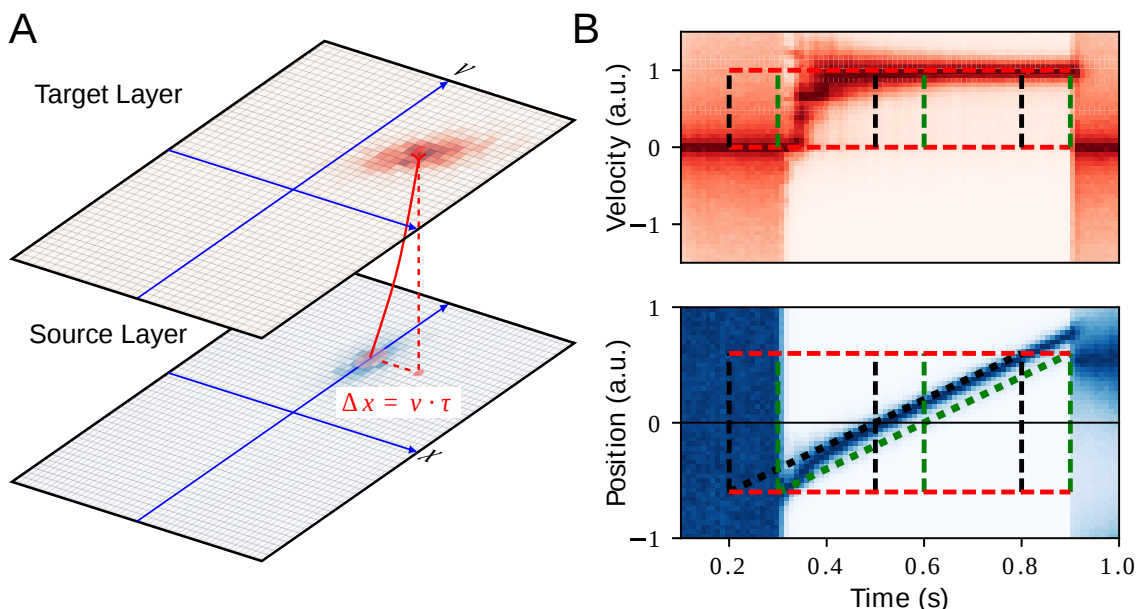 A
Target Layer
v
Source Layer
Δ x = v · τ
x
B
Velocity (a.u.)
1
0
−1
Position (a.u.)
1
0
−1
0.2 0.4 0.6 0.8 1.0
Time (s)